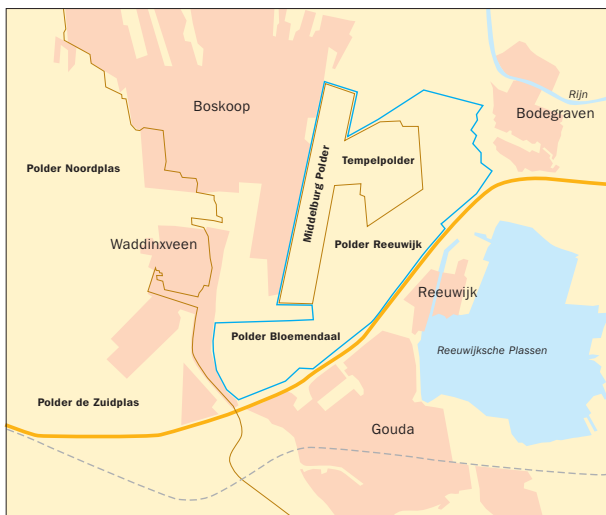 Rijn
Boskoop
Bodegraven
Middelburg Polder
Tempelpolder
Polder Noordplas
Waddinxveen
Polder Reeuwijk
Reeuwijk
Polder Bloemendaal
Reeuwijksche Plassen
Polder de Zuidplas
Gouda